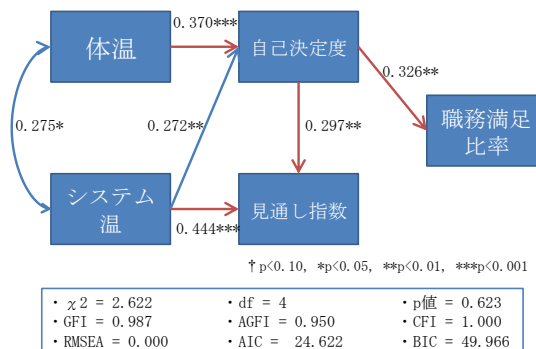 0.370***
体温
自己決定度
0.326**
職務満足
比率
0.275*
0.272**
0.297**
システム
温
見通し指数
0.444***
† p<0.10, *p<0.05, **p<0.01, ***p<0.001
・χ2 = 2.622 ・df = 4 ・p値 = 0.623
・GFI = 0.987 ・AGFI = 0.950 ・CFI = 1.000
・RMSEA = 0.000 ・AIC = 24.622 ・BIC = 49.966